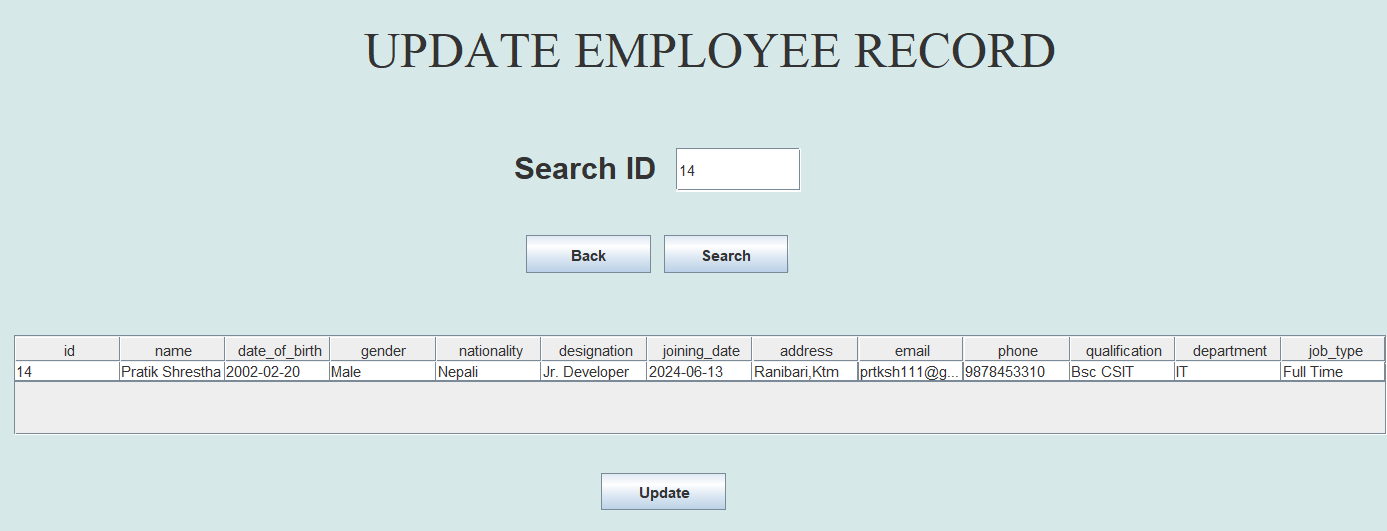 UPDATE EMPLOYEE RECORD
Search ID 14
Back Search
id name date_of_birth gender nationality designation joining_date address email phone qualification department job_type
14 Pratik Shrestha 2002-02-20 Male Nepali Jr. Developer 2024-06-13 Ranibari,Ktm prtksh111@g... 9878453310 Bsc CSIT IT Full Time
Update